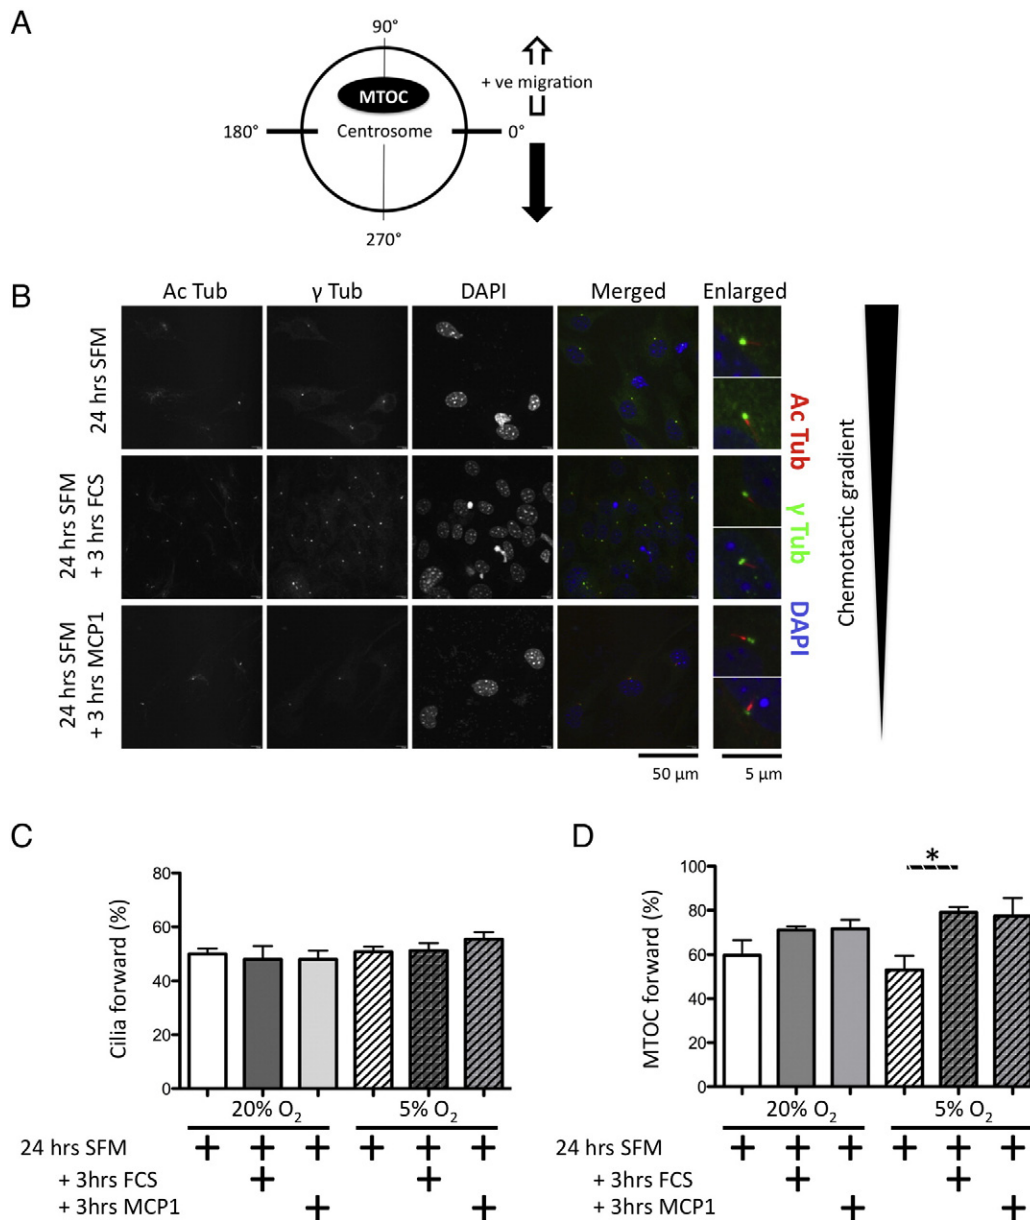 A
90°
MTOC
+ ve migration
180°
Centrosome
0°
270°
B
Ac Tub
γ Tub
DAPI
Merged
Enlarged
24 hrs SFM
24 hrs SFM
+ 3 hrs FCS
24 hrs SFM
+ 3 hrs MCP1
Ac Tub
γ Tub
DAPI
Chemotactic gradient
50 μm
5 μm
C
Cilia forward (%)
80
60
40
20
0
20% O₂
5% O₂
24 hrs SFM
+ + + + + +
+ 3hrs FCS
+ +
+ 3hrs MCP1
+ +
D
*
MTOC forward (%)
100
80
60
40
20
0
20% O₂
5% O₂
24 hrs SFM
+ + + + + +
+ 3hrs FCS
+ +
+ 3hrs MCP1
+ +